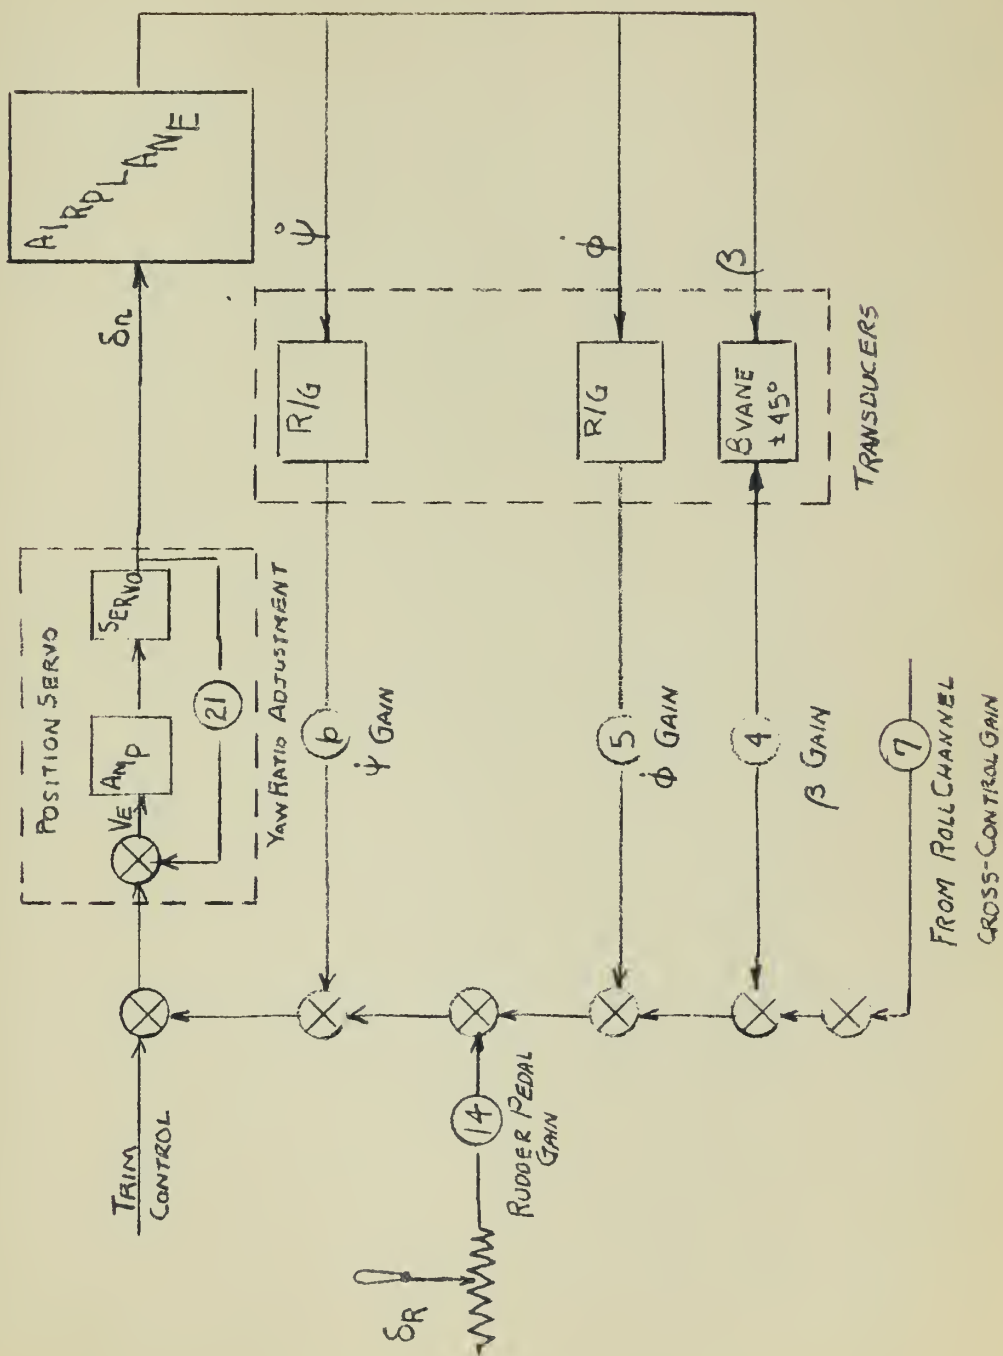 AIRPLANE
δr
ψ̇
ϕ̇
β
POSITION SERVO
SERVO
AMP
VE
21
YAW RATIO ADJUSTMENT
R/G
R/G
β VANE
± 45°
TRANSDUCERS
6
ψ̇ GAIN
5
ϕ̇ GAIN
4
β GAIN
7
FROM ROLL CHANNEL
CROSS-CONTROL GAIN
TRIM
CONTROL
14
RUDDER PEDAL
GAIN
δR